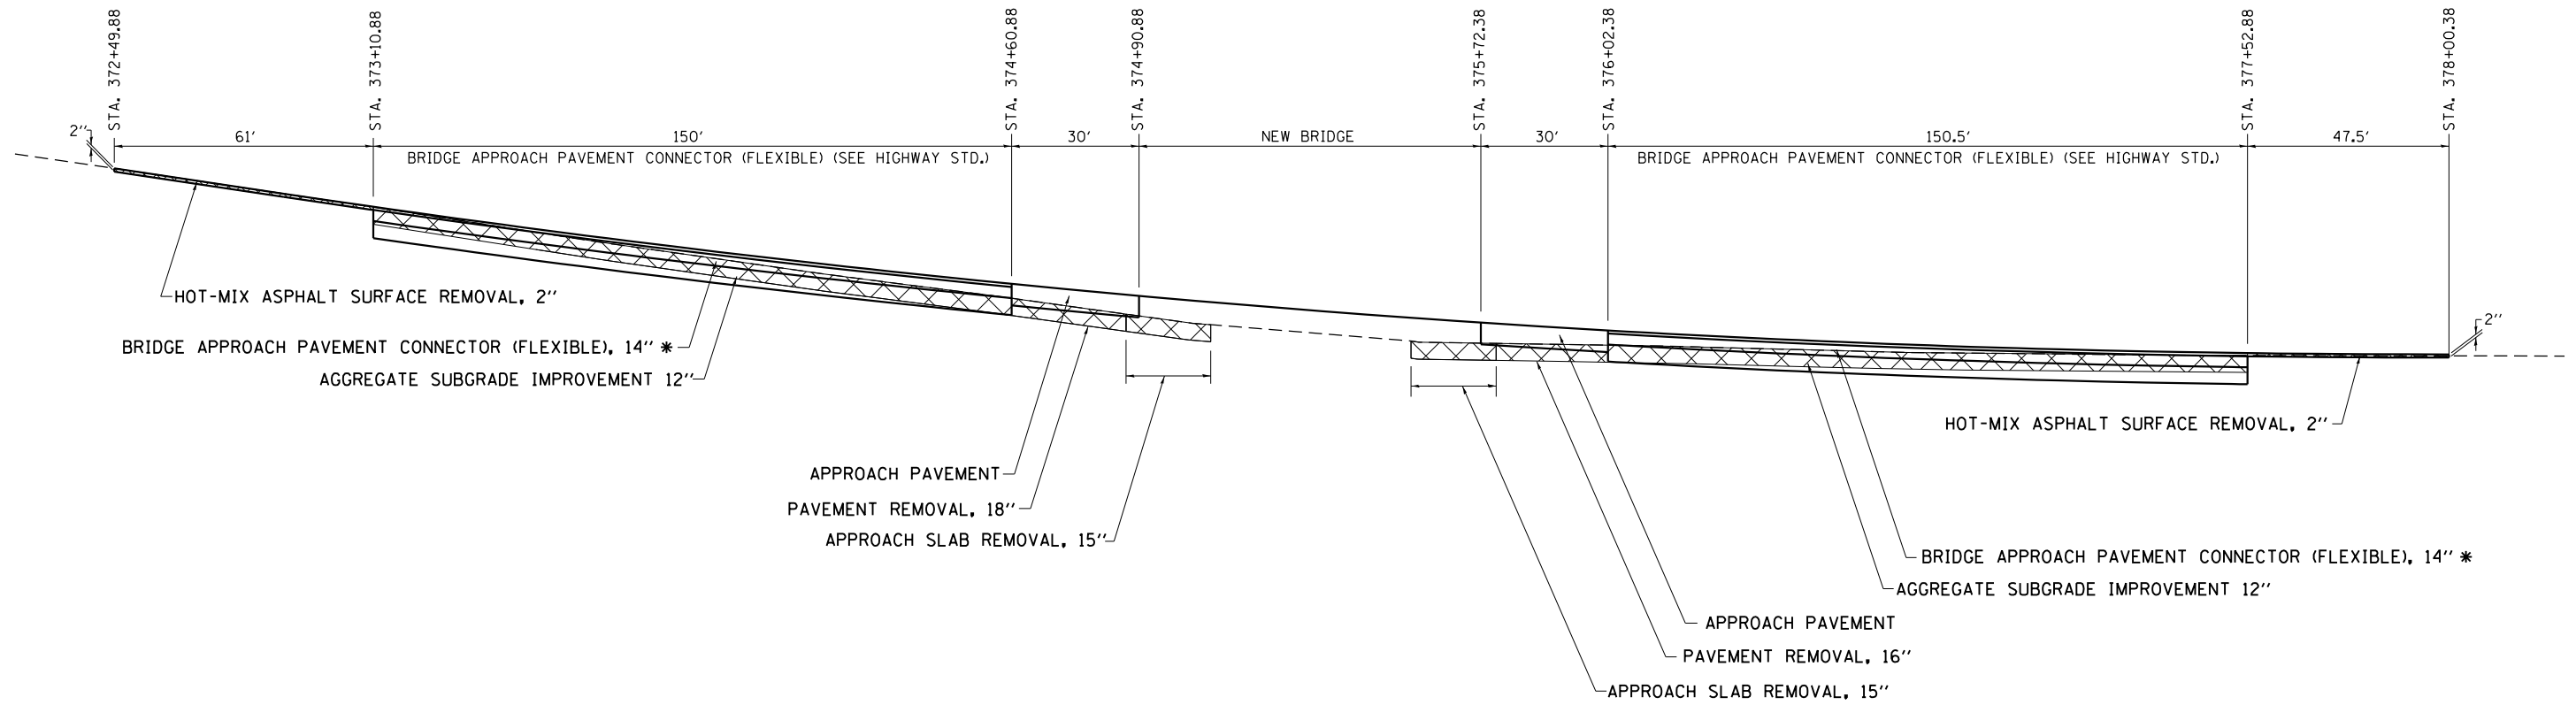 STA. 372+49.88
STA. 373+10.88
STA. 374+60.88
STA. 374+90.88
STA. 375+72.38
STA. 376+02.38
STA. 377+52.88
STA. 378+00.38
2''
61'
150'
30'
NEW BRIDGE
30'
150.5'
47.5'
BRIDGE APPROACH PAVEMENT CONNECTOR (FLEXIBLE) (SEE HIGHWAY STD.)
BRIDGE APPROACH PAVEMENT CONNECTOR (FLEXIBLE) (SEE HIGHWAY STD.)
2''
HOT-MIX ASPHALT SURFACE REMOVAL, 2''
BRIDGE APPROACH PAVEMENT CONNECTOR (FLEXIBLE), 14'' *
AGGREGATE SUBGRADE IMPROVEMENT 12''
APPROACH PAVEMENT
PAVEMENT REMOVAL, 18''
APPROACH SLAB REMOVAL, 15''
HOT-MIX ASPHALT SURFACE REMOVAL, 2''
BRIDGE APPROACH PAVEMENT CONNECTOR (FLEXIBLE), 14'' *
AGGREGATE SUBGRADE IMPROVEMENT 12''
APPROACH PAVEMENT
PAVEMENT REMOVAL, 16''
APPROACH SLAB REMOVAL, 15''